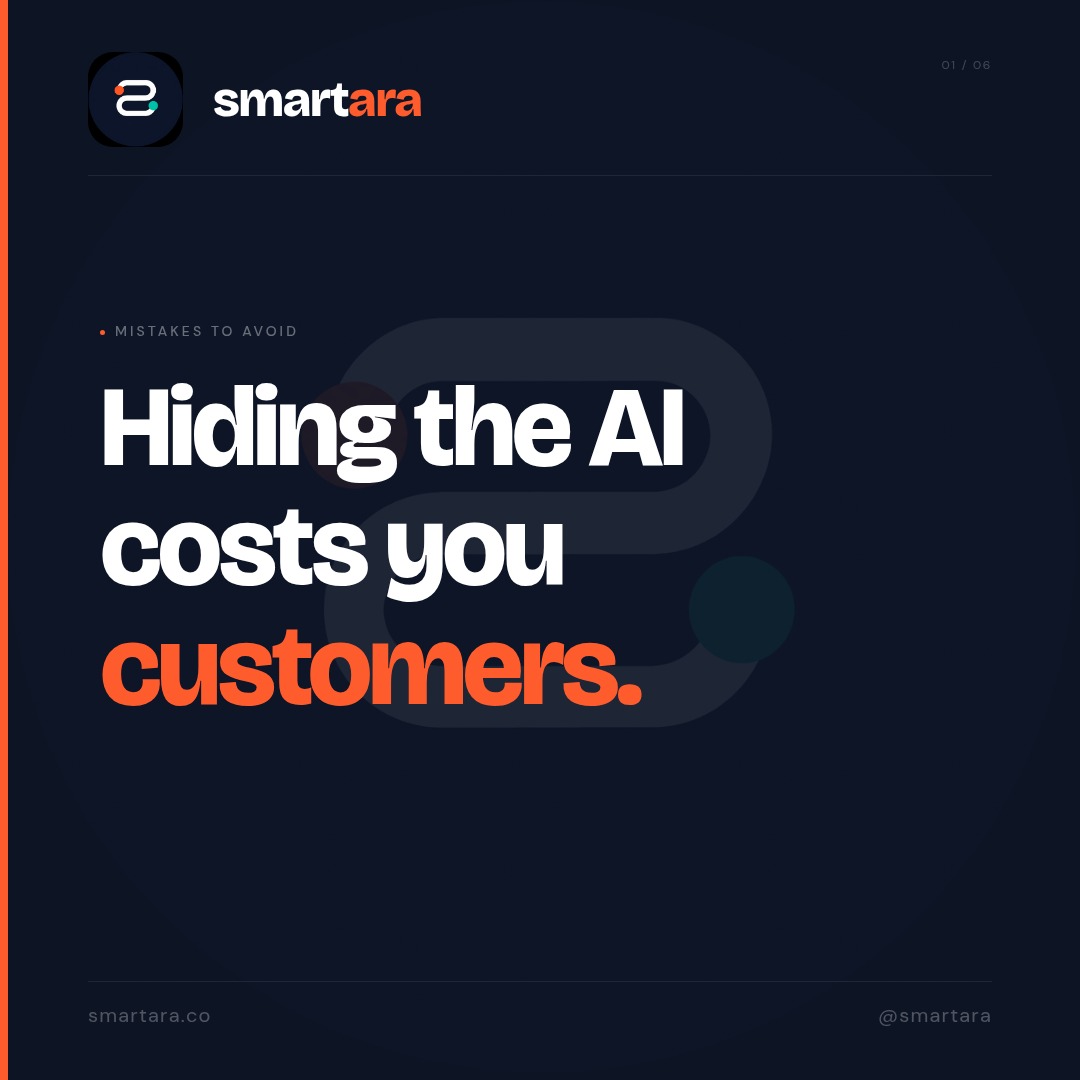 smartara
01 / 06
MISTAKES TO AVOID
Hiding the AI
costs you
customers.
smartara.co
@smartara